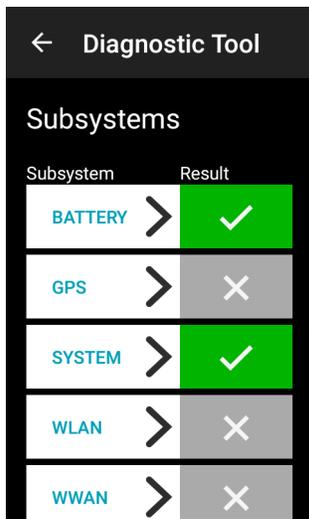 Diagnostic Tool
Subsystems
Subsystem Result
BATTERY
GPS
SYSTEM
WLAN
WWAN